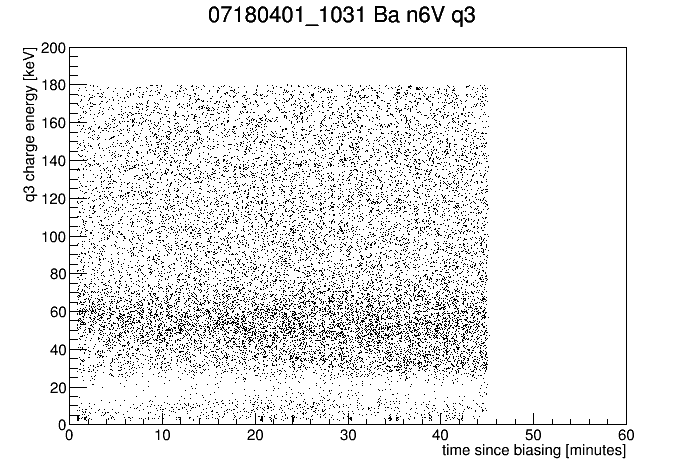 07180401_1031 Ba n6V q3
q3 charge energy [keV]
200
180
160
140
120
100
80
60
40
20
0
0 10 20 30 40 50 60
time since biasing [minutes]